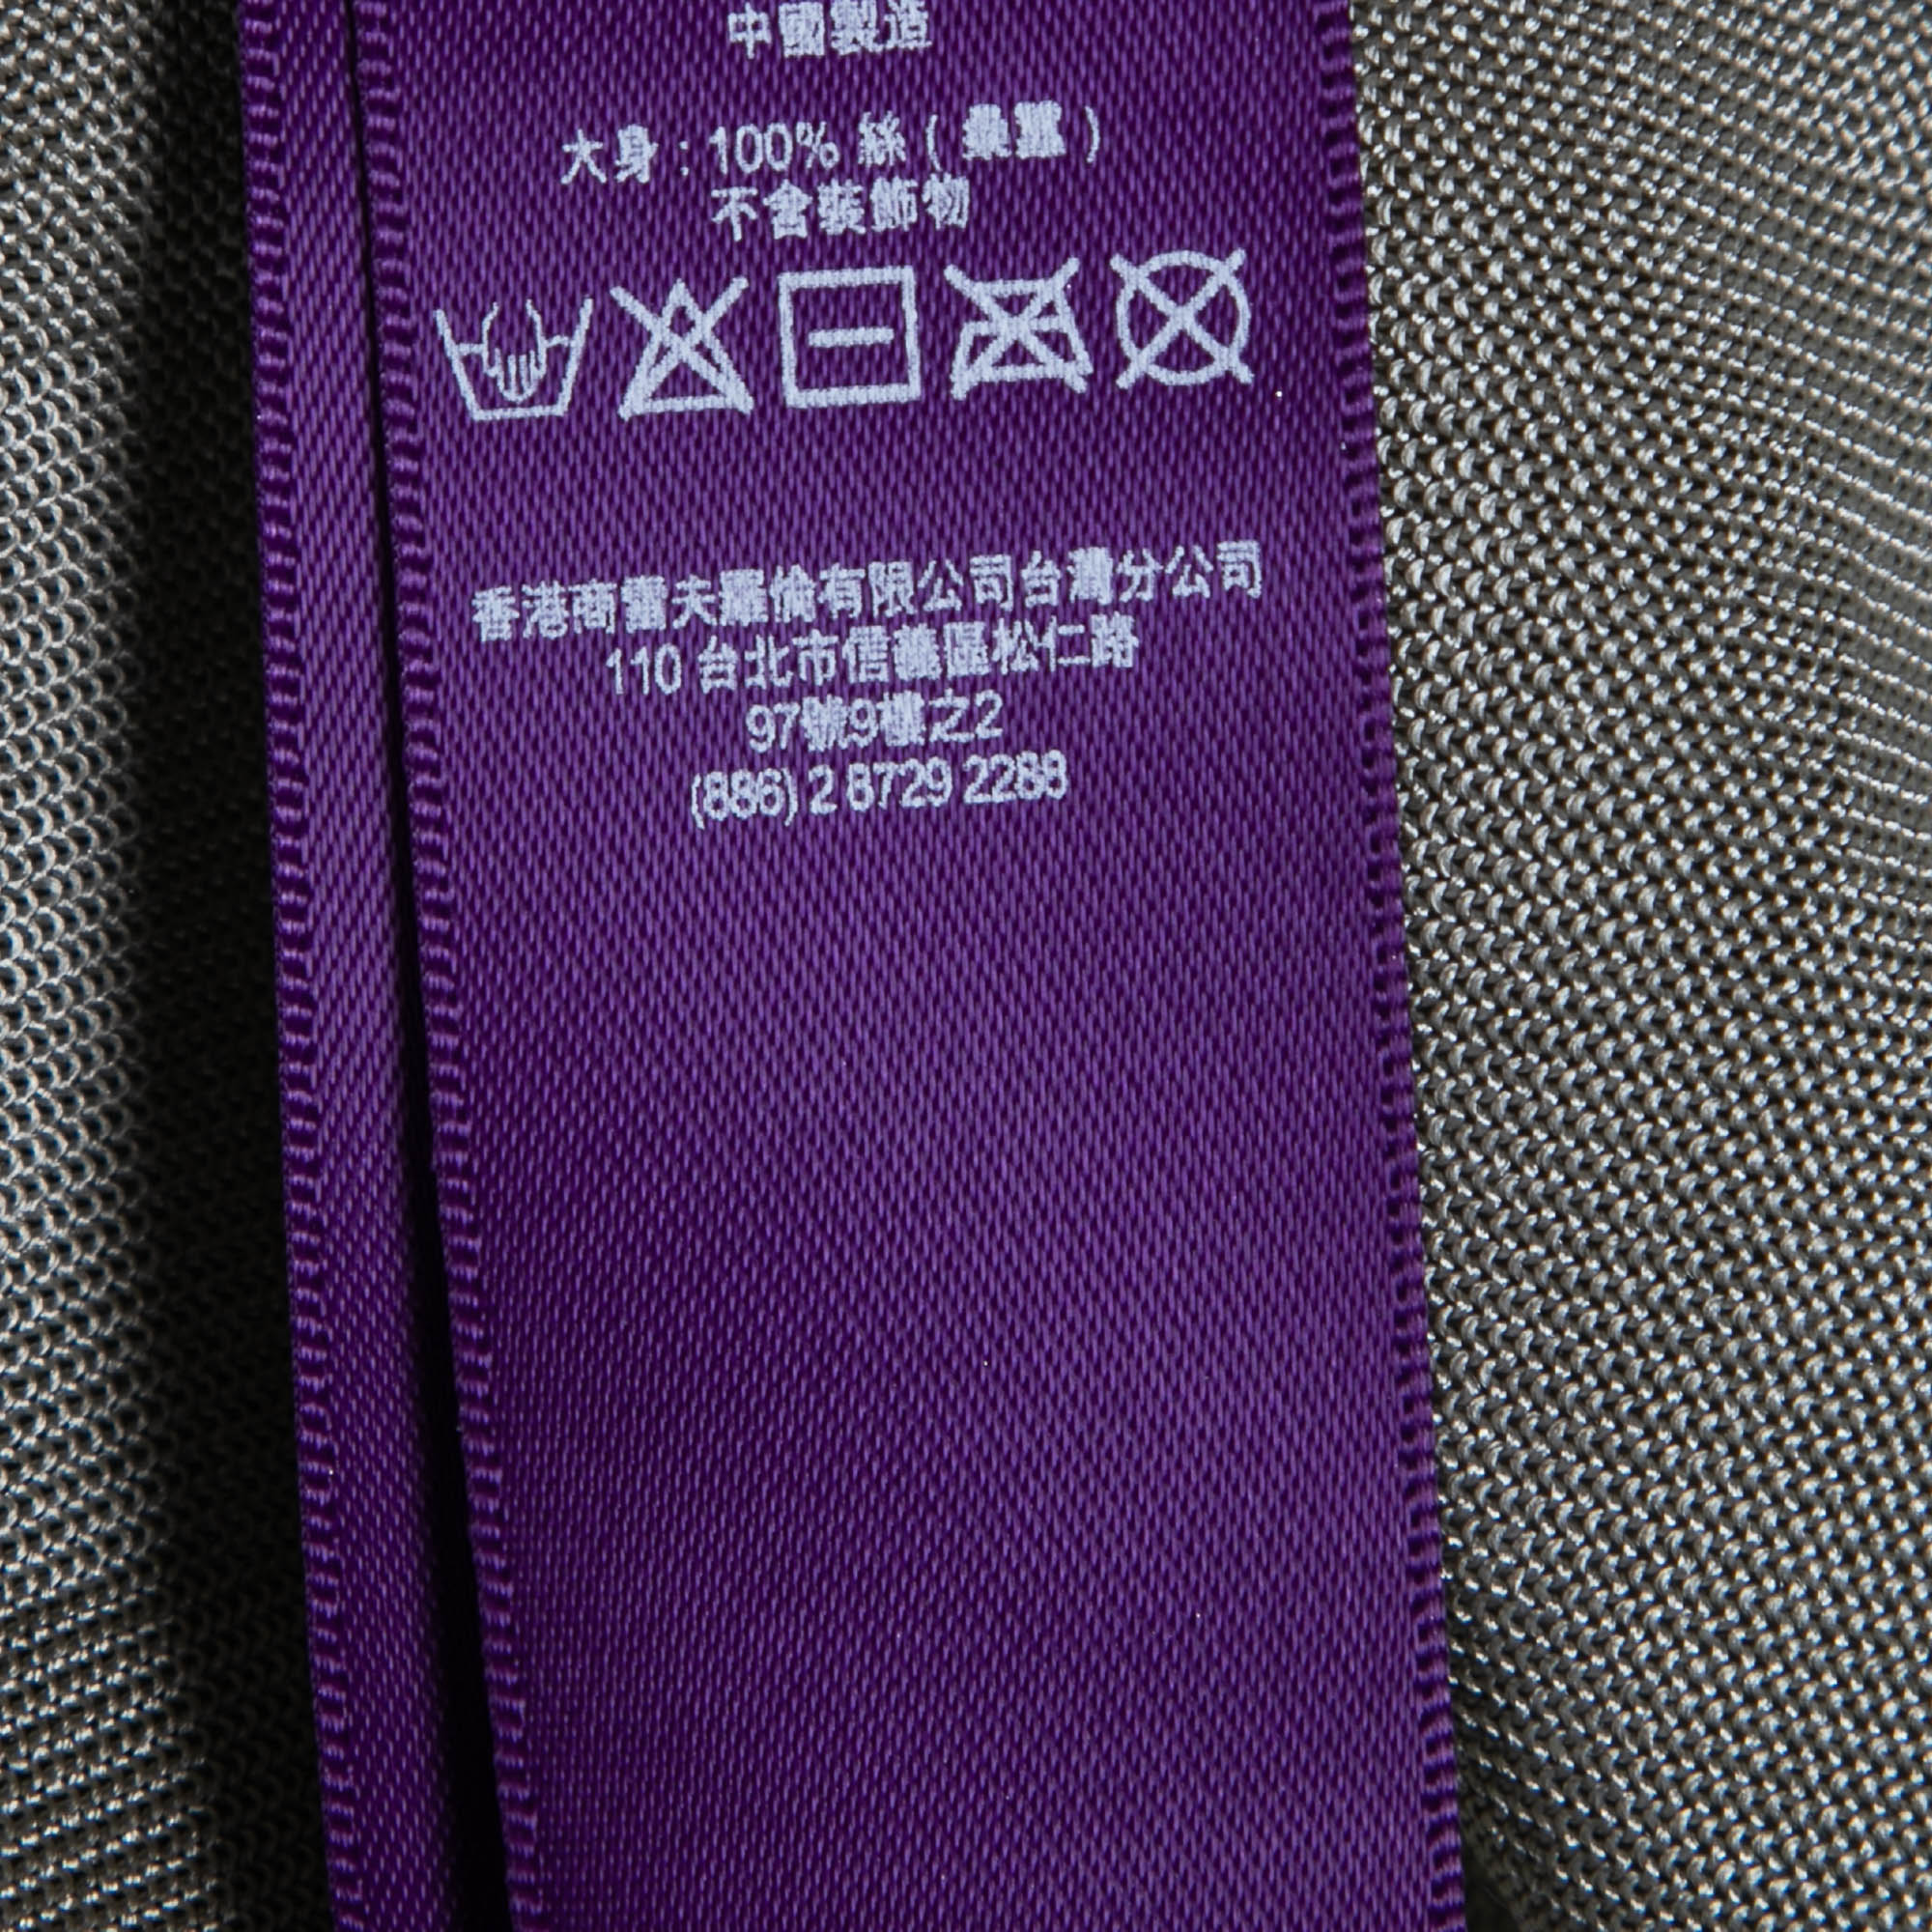 中國製造
大身：100% 絲（桑蠶）
不含裝飾物
香港商雷夫羅倫有限公司台灣分公司
110 台北市信義區松仁路
97號9樓之2
(886) 2 8729 2288